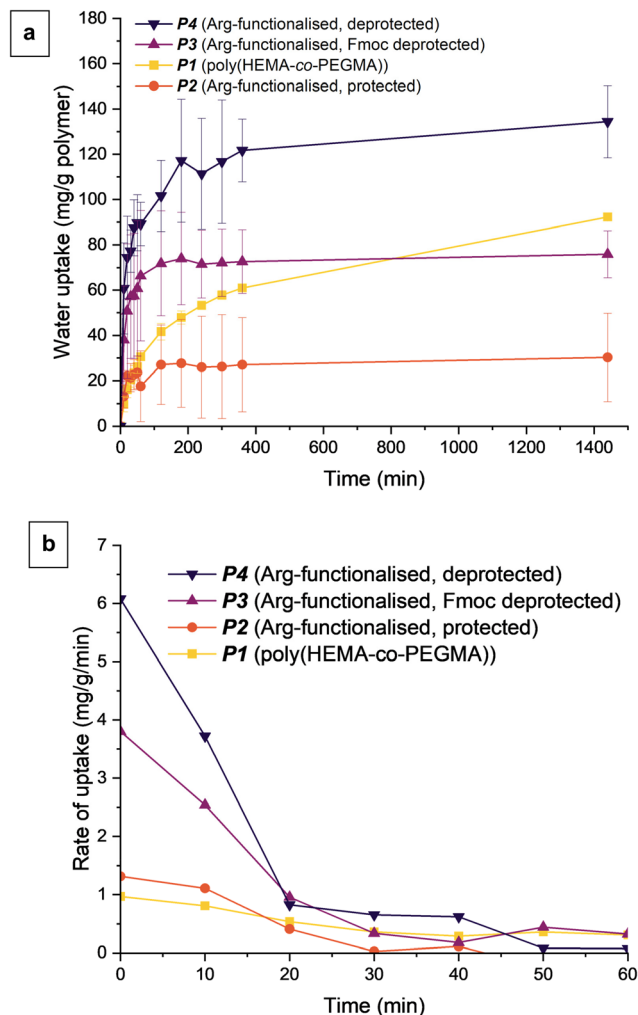 a
P4 (Arg-functionalised, deprotected)
P3 (Arg-functionalised, Fmoc deprotected)
P1 (poly(HEMA-co-PEGMA))
P2 (Arg-functionalised, protected)
180
160
140
120
100
80
60
40
20
0
Water uptake (mg/g polymer)
0 200 400 600 800 1000 1200 1400
Time (min)
b
P4 (Arg-functionalised, deprotected)
P3 (Arg-functionalised, Fmoc deprotected)
P2 (Arg-functionalised, protected)
P1 (poly(HEMA-co-PEGMA))
7
6
5
4
3
2
1
0
Rate of uptake (mg/g/min)
0 10 20 30 40 50 60
Time (min)